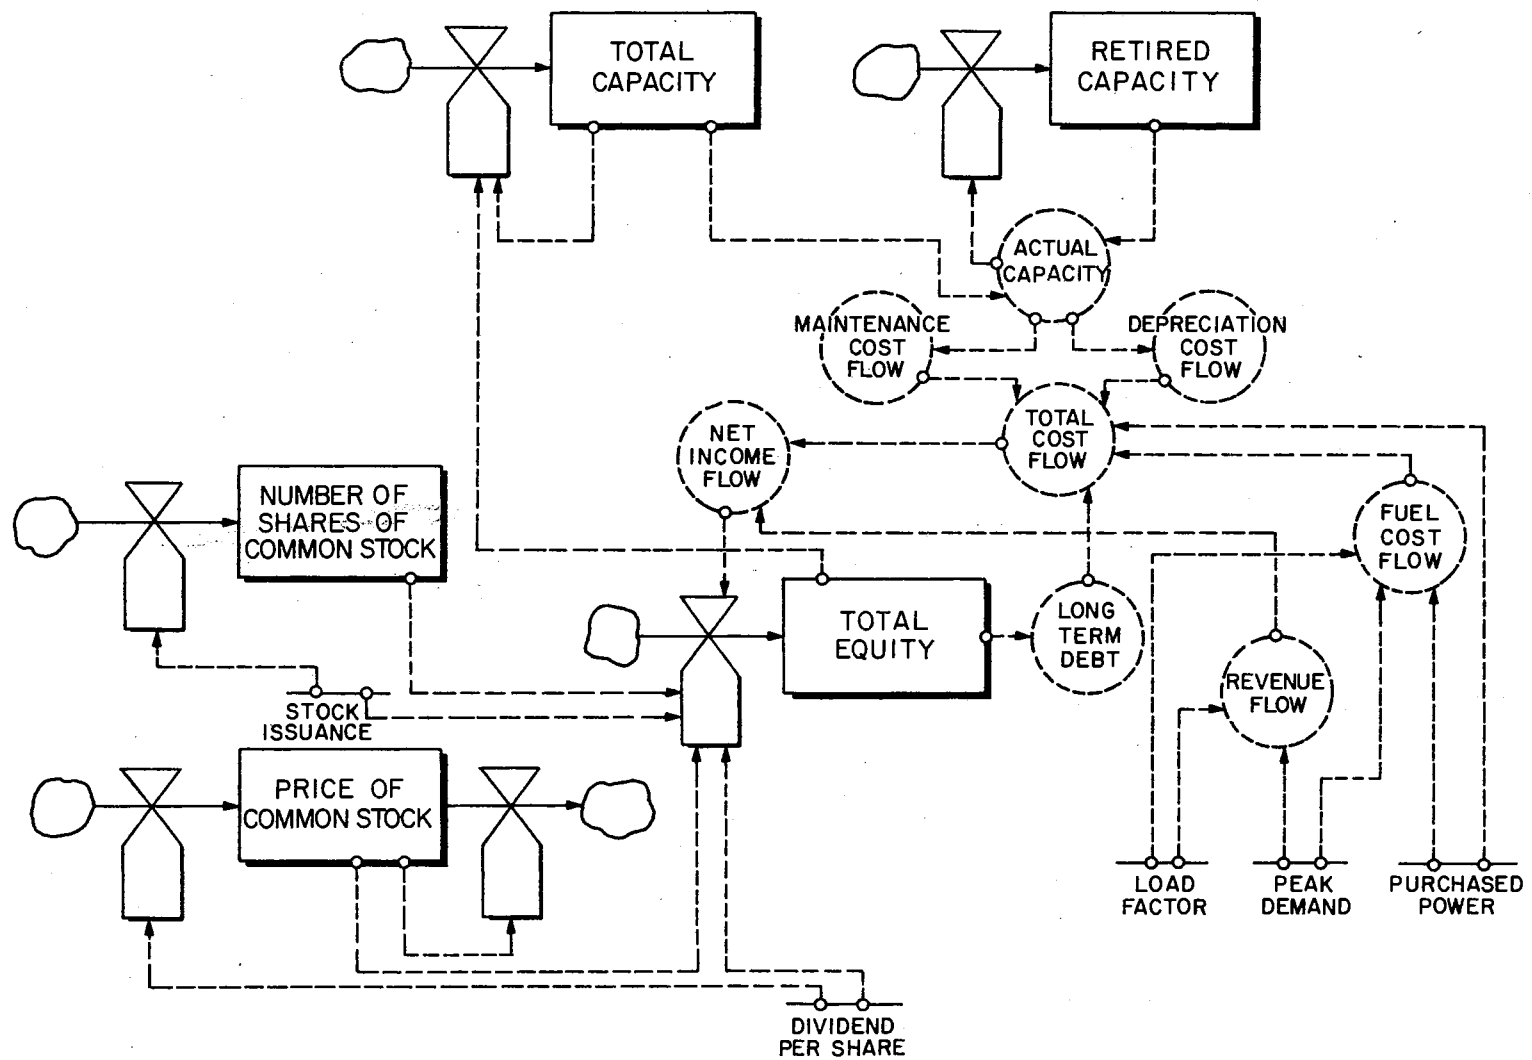 TOTAL
CAPACITY
RETIRED
CAPACITY
ACTUAL
CAPACITY
MAINTENANCE
COST
FLOW
DEPRECIATION
COST
FLOW
TOTAL
COST
FLOW
NET
INCOME
FLOW
NUMBER OF
SHARES OF
COMMON STOCK
FUEL
COST
FLOW
TOTAL
EQUITY
LONG
TERM
DEBT
REVENUE
FLOW
STOCK
ISSUANCE
PRICE OF
COMMON STOCK
LOAD
FACTOR
PEAK
DEMAND
PURCHASED
POWER
DIVIDEND
PER SHARE